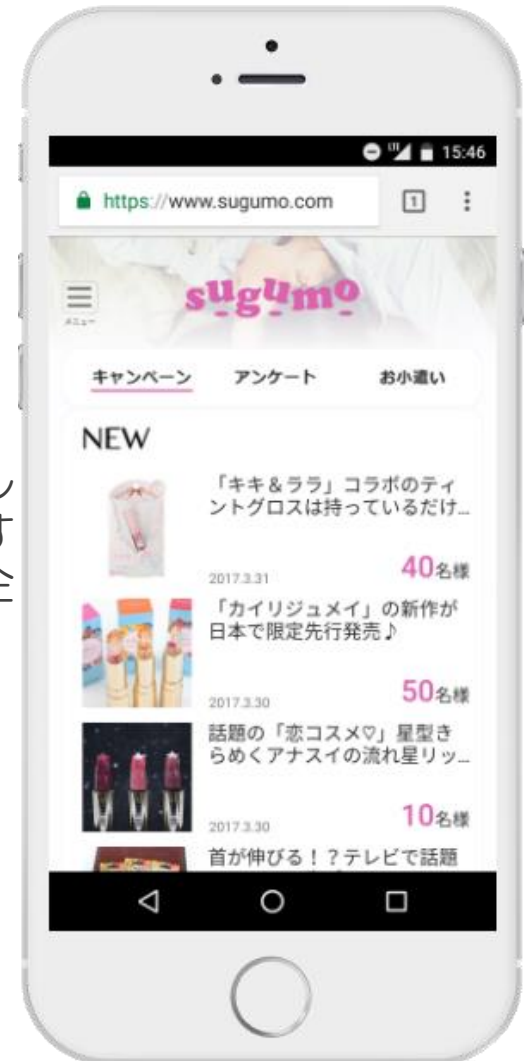 LTE 15:46
https://www.sugumo.com 1
メニュー
sugumo
キャンペーン アンケート お小遣い
NEW
「キキ&ララ」コラボのティ
ントグロスは持っているだけ...
2017.3.31 40名様
「カイリジュメイ」の新作が
日本で限定先行発売♪
2017.3.30 50名様
話題の「恋コスメ♡」星型き
らめくアナスイの流れ星リッ...
2017.3.30 10名様
首が伸びる!?テレビで話題